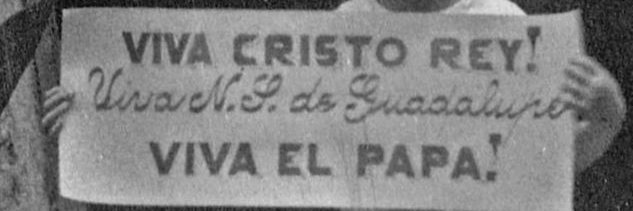 VIVA CRISTO REY!
Viva N. S. de Guadalupe
VIVA EL PAPA!